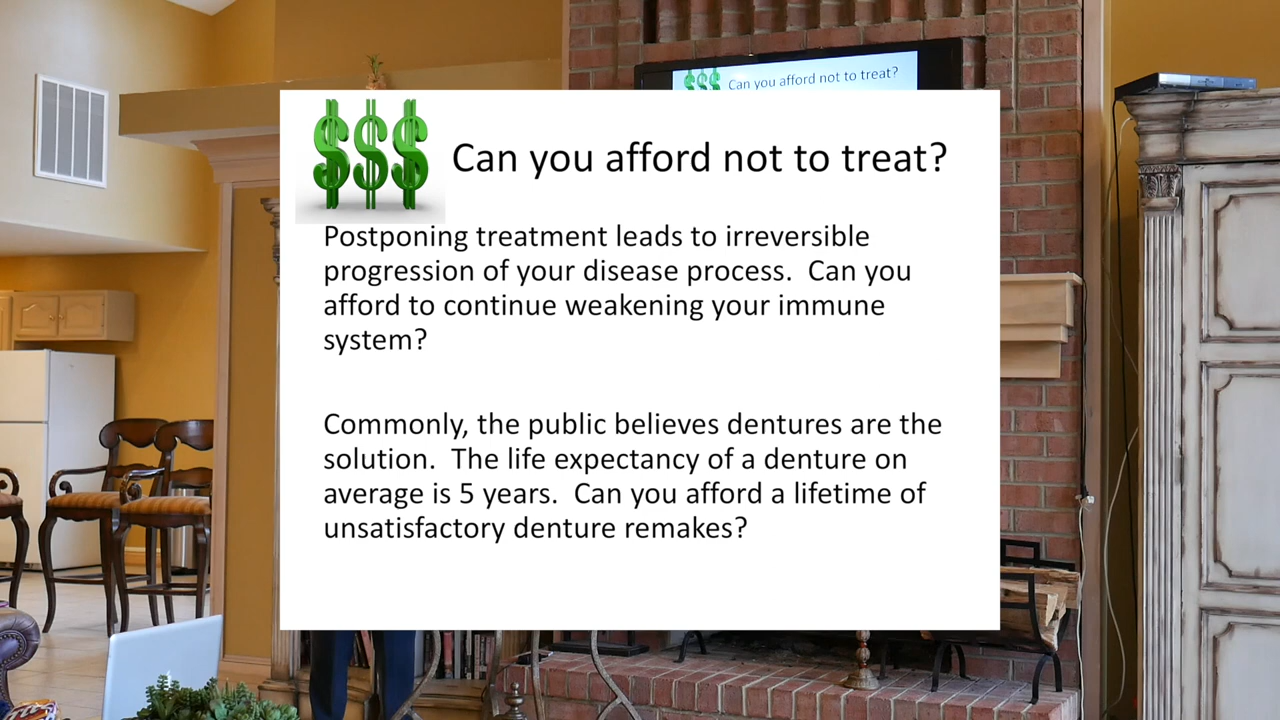 Can you afford not to treat?
$$$ Can you afford not to treat?
Postponing treatment leads to irreversible
progression of your disease process.  Can you
afford to continue weakening your immune
system?
Commonly, the public believes dentures are the
solution.  The life expectancy of a denture on
average is 5 years.  Can you afford a lifetime of
unsatisfactory denture remakes?